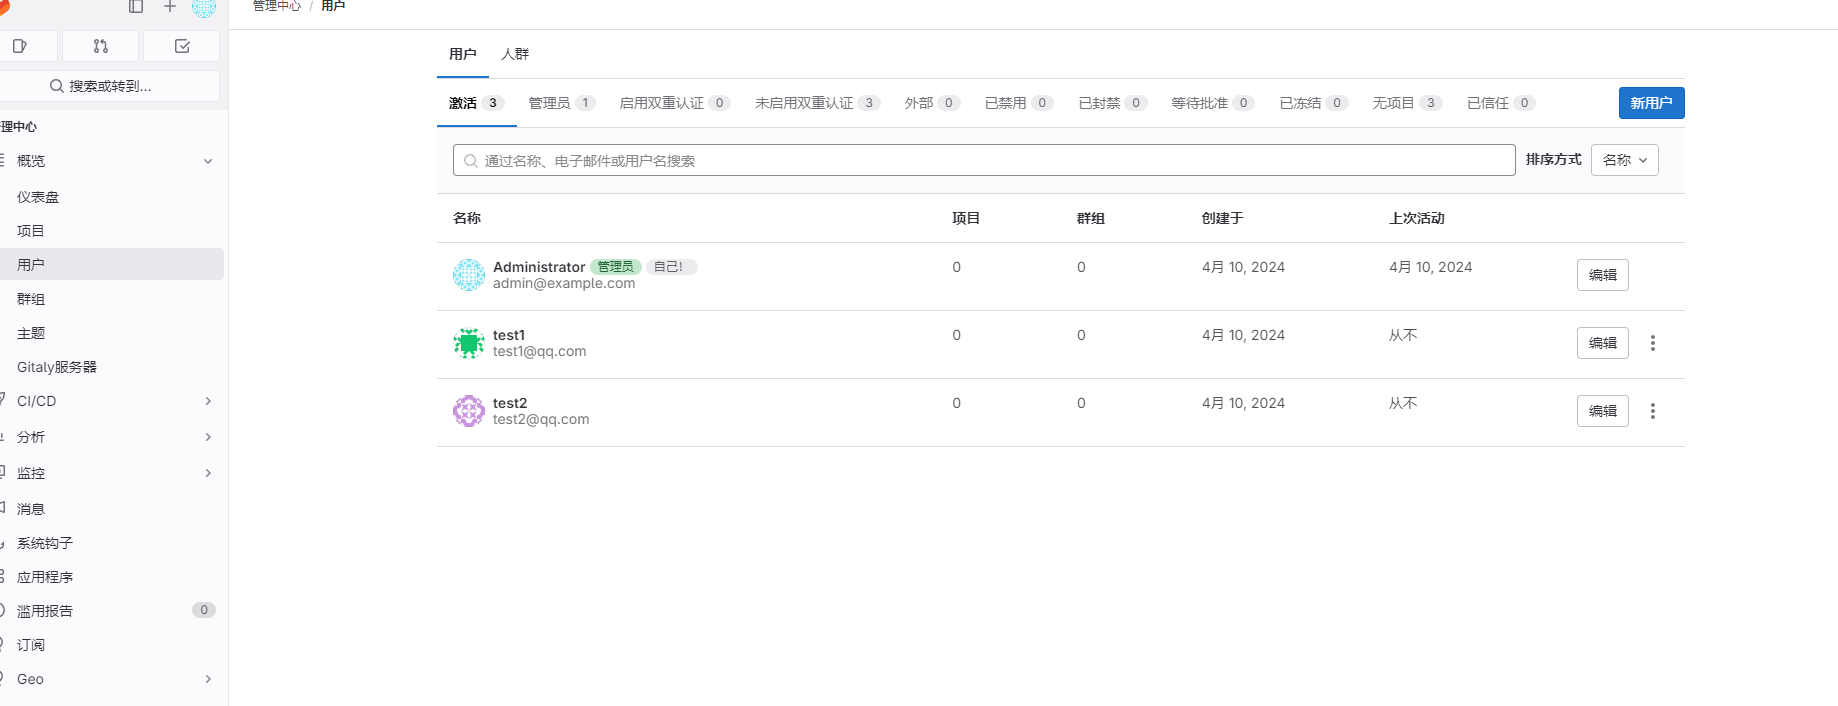 管理中心 / 用户
搜索或转到...
理中心
概览
仪表盘
项目
用户
群组
主题
Gitaly服务器
CI/CD
分析
监控
消息
系统钩子
应用程序
滥用报告 0
订阅
Geo
用户 人群
激活 3 管理员 1 启用双重认证 0 未启用双重认证 3 外部 0 已禁用 0 已封禁 0 等待批准 0 已冻结 0 无项目 3 已信任 0 新用户
通过名称、电子邮件或用户名搜索 排序方式 名称
名称 项目 群组 创建于 上次活动
Administrator 管理员 自己! 0 0 4月 10, 2024 4月 10, 2024 编辑
admin@example.com
test1 0 0 4月 10, 2024 从不 编辑
test1@qq.com
test2 0 0 4月 10, 2024 从不 编辑
test2@qq.com